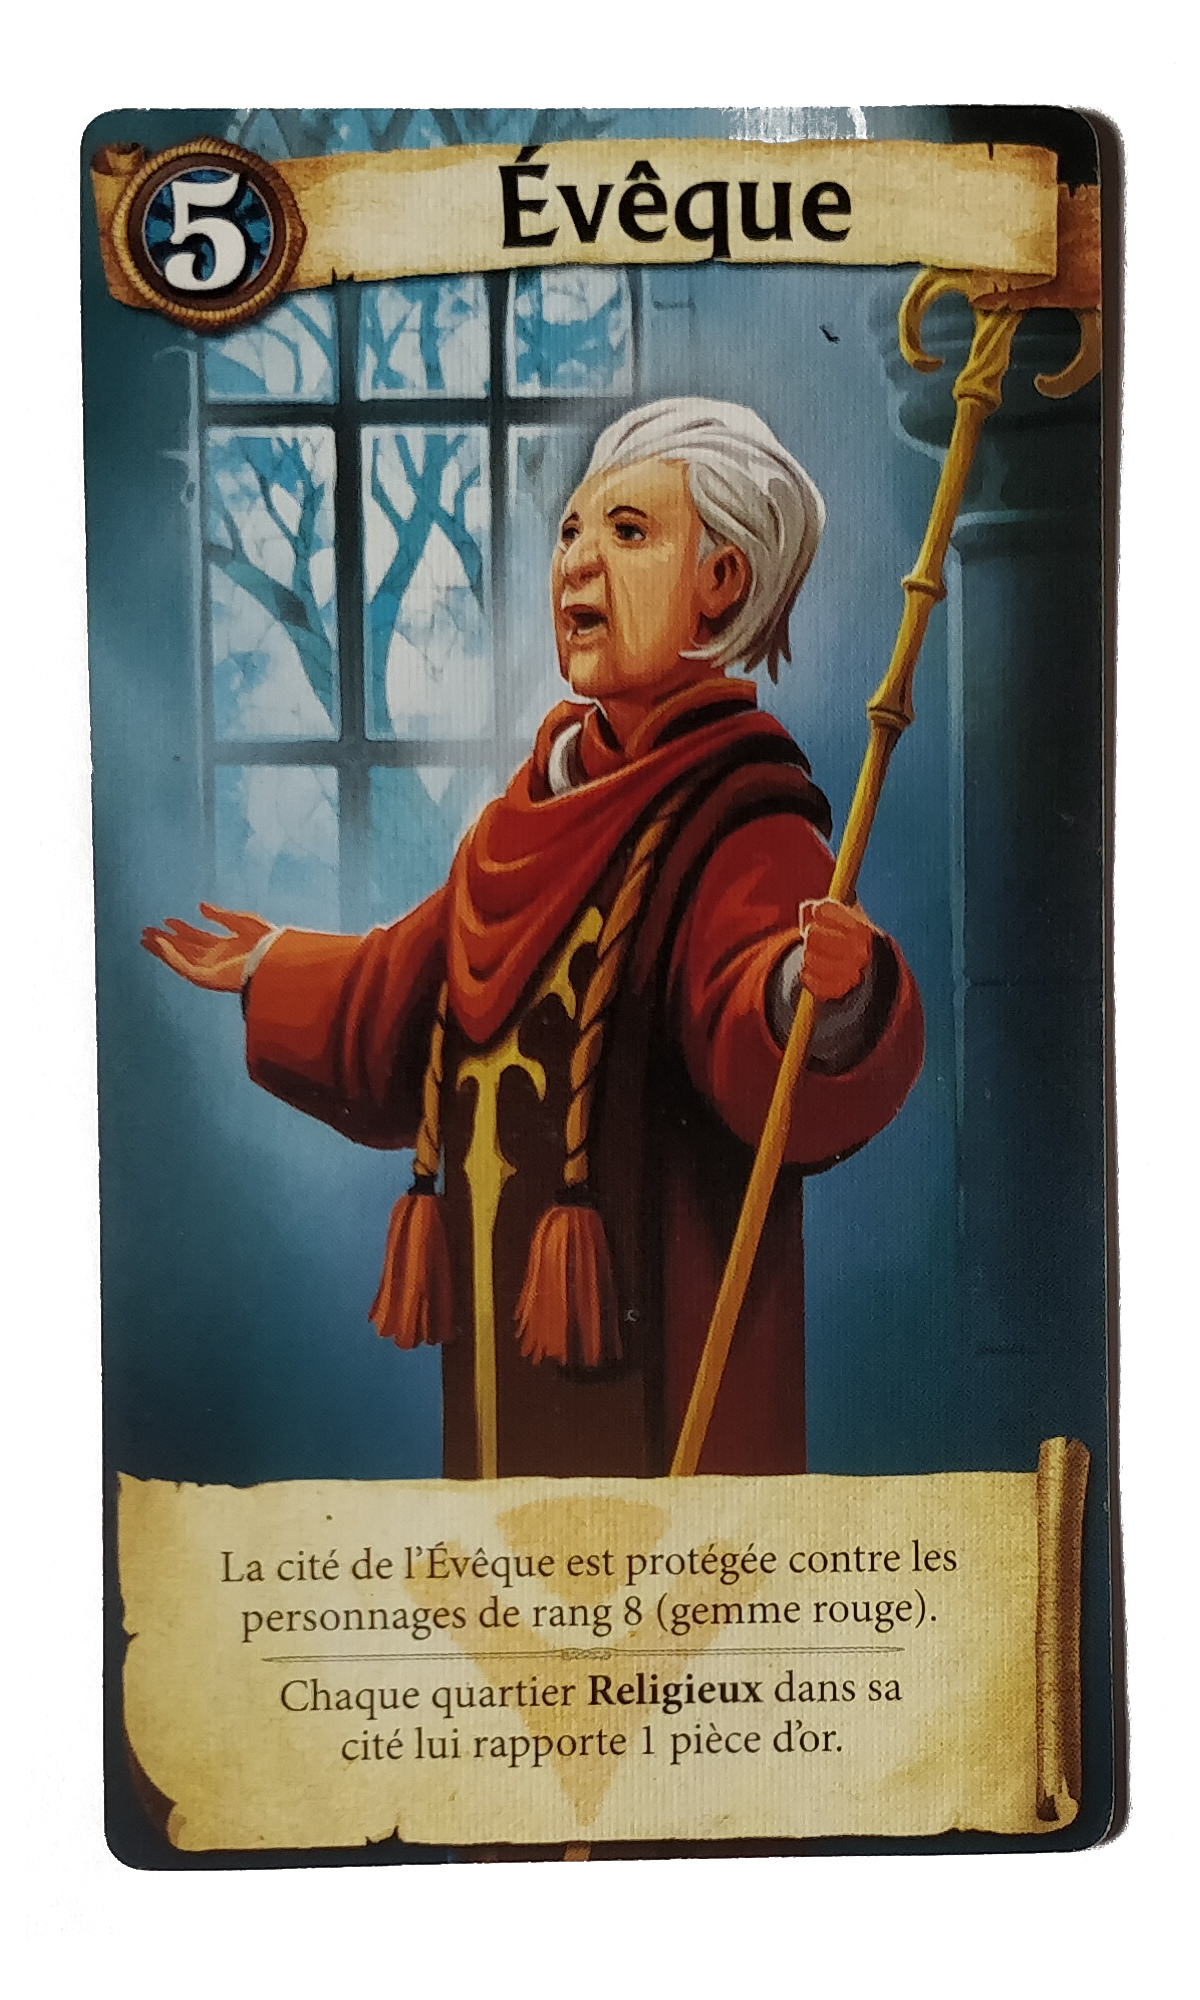 5
Évêque
La cité de l’Évêque est protégée contre les
personnages de rang 8 (gemme rouge).
Chaque quartier Religieux dans sa
cité lui rapporte 1 pièce d’or.